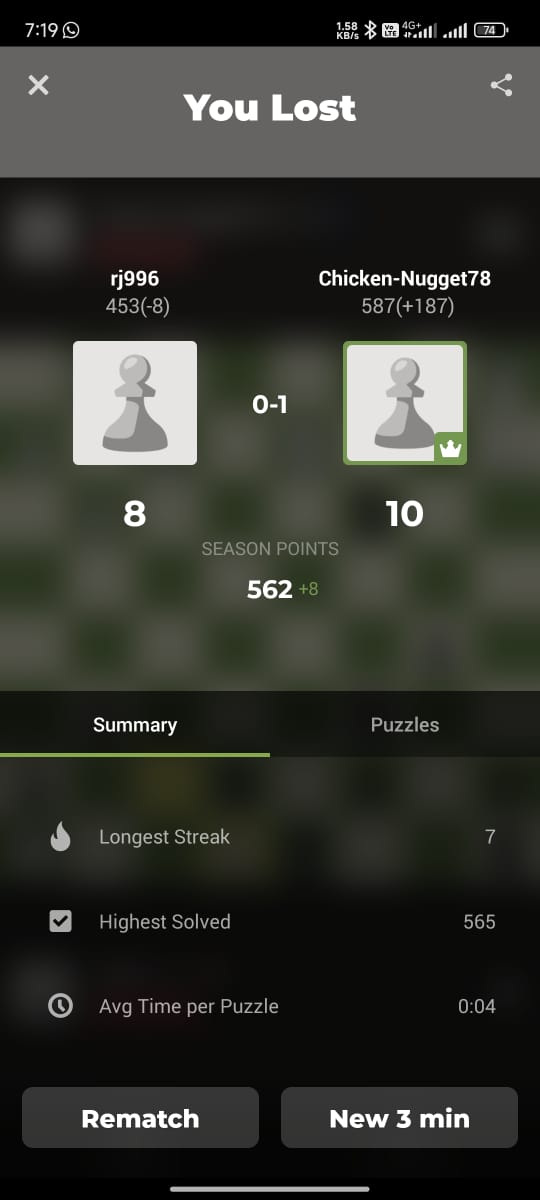 7:19
1.58 KB/s
Vo LTE
4G+
74
You Lost
rj996
453(-8)
Chicken-Nugget78
587(+187)
0-1
8
10
SEASON POINTS
562 +8
Summary
Puzzles
Longest Streak 7
Highest Solved 565
Avg Time per Puzzle 0:04
Rematch
New 3 min